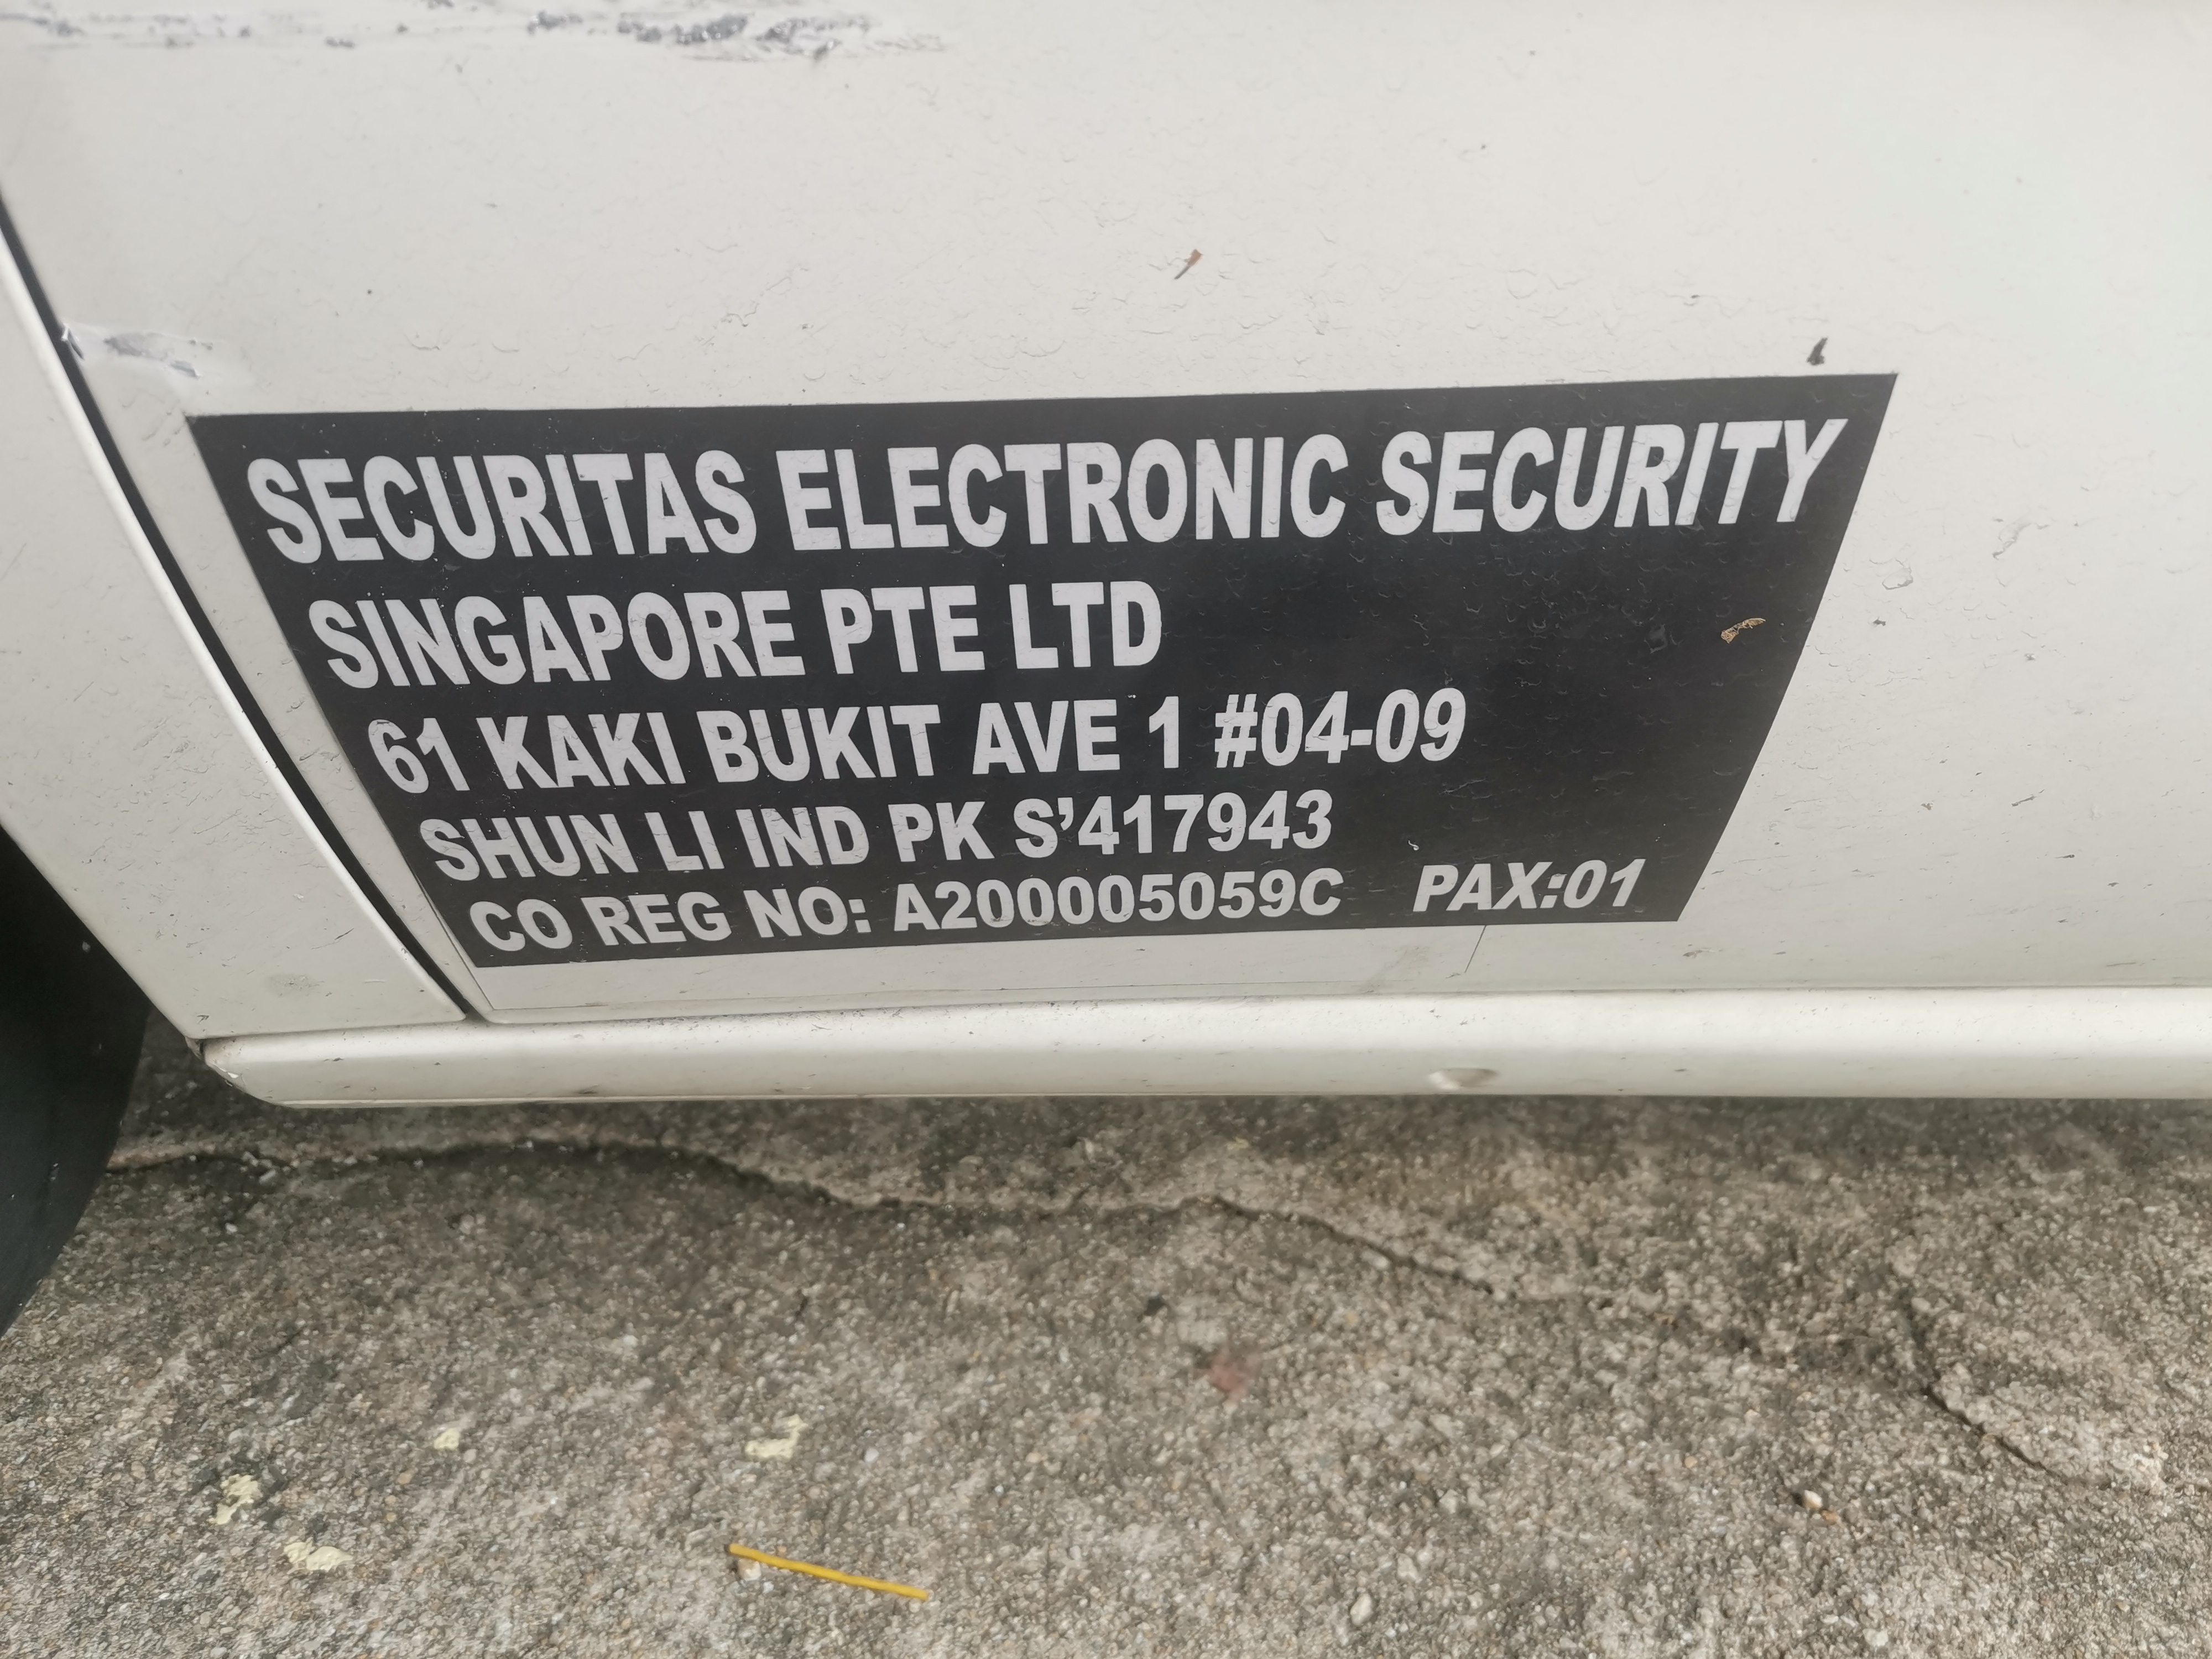 SECURITAS ELECTRONIC SECURITY
SINGAPORE PTE LTD
61 KAKI BUKIT AVE 1 #04-09
SHUN LI IND PK S'417943
CO REG NO: A200005059C PAX:01